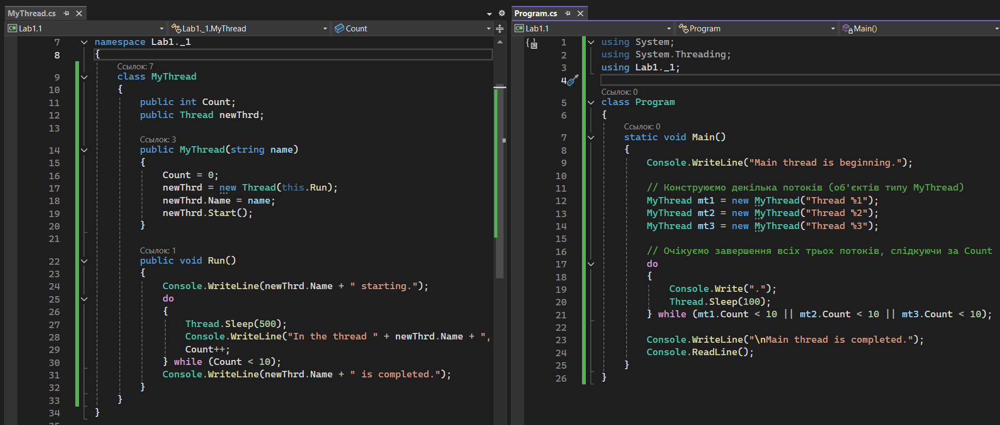 MyThread.cs
Lab1.1
Lab1._1.MyThread
Count
7 namespace Lab1._1
8 {
Ссылок: 7
9 class MyThread
10 {
11 public int Count;
12 public Thread newThrd;
13
Ссылок: 3
14 public MyThread(string name)
15 {
16 Count = 0;
17 newThrd = new Thread(this.Run);
18 newThrd.Name = name;
19 newThrd.Start();
20 }
21
Ссылок: 1
22 public void Run()
23 {
24 Console.WriteLine(newThrd.Name + " starting.");
25 do
26 {
27 Thread.Sleep(500);
28 Console.WriteLine("In the thread " + newThrd.Name + ",
29 Count++;
30 } while (Count < 10);
31 Console.WriteLine(newThrd.Name + " is completed.");
32 }
33 }
34 }
Program.cs
Lab1.1
Program
Main()
1 using System;
2 using System.Threading;
3 using Lab1._1;
4
Ссылок: 0
5 class Program
6 {
Ссылок: 0
7 static void Main()
8 {
9 Console.WriteLine("Main thread is beginning.");
10
11 // Конструюємо декілька потоків (об'єктів типу MyThread)
12 MyThread mt1 = new MyThread("Thread №1");
13 MyThread mt2 = new MyThread("Thread №2");
14 MyThread mt3 = new MyThread("Thread №3");
15
16 // Очікуємо завершення всіх трьох потоків, слідкуючи за Count
17 do
18 {
19 Console.Write(".");
20 Thread.Sleep(100);
21 } while (mt1.Count < 10 || mt2.Count < 10 || mt3.Count < 10);
22
23 Console.WriteLine("\nMain thread is completed.");
24 Console.ReadLine();
25 }
26 }